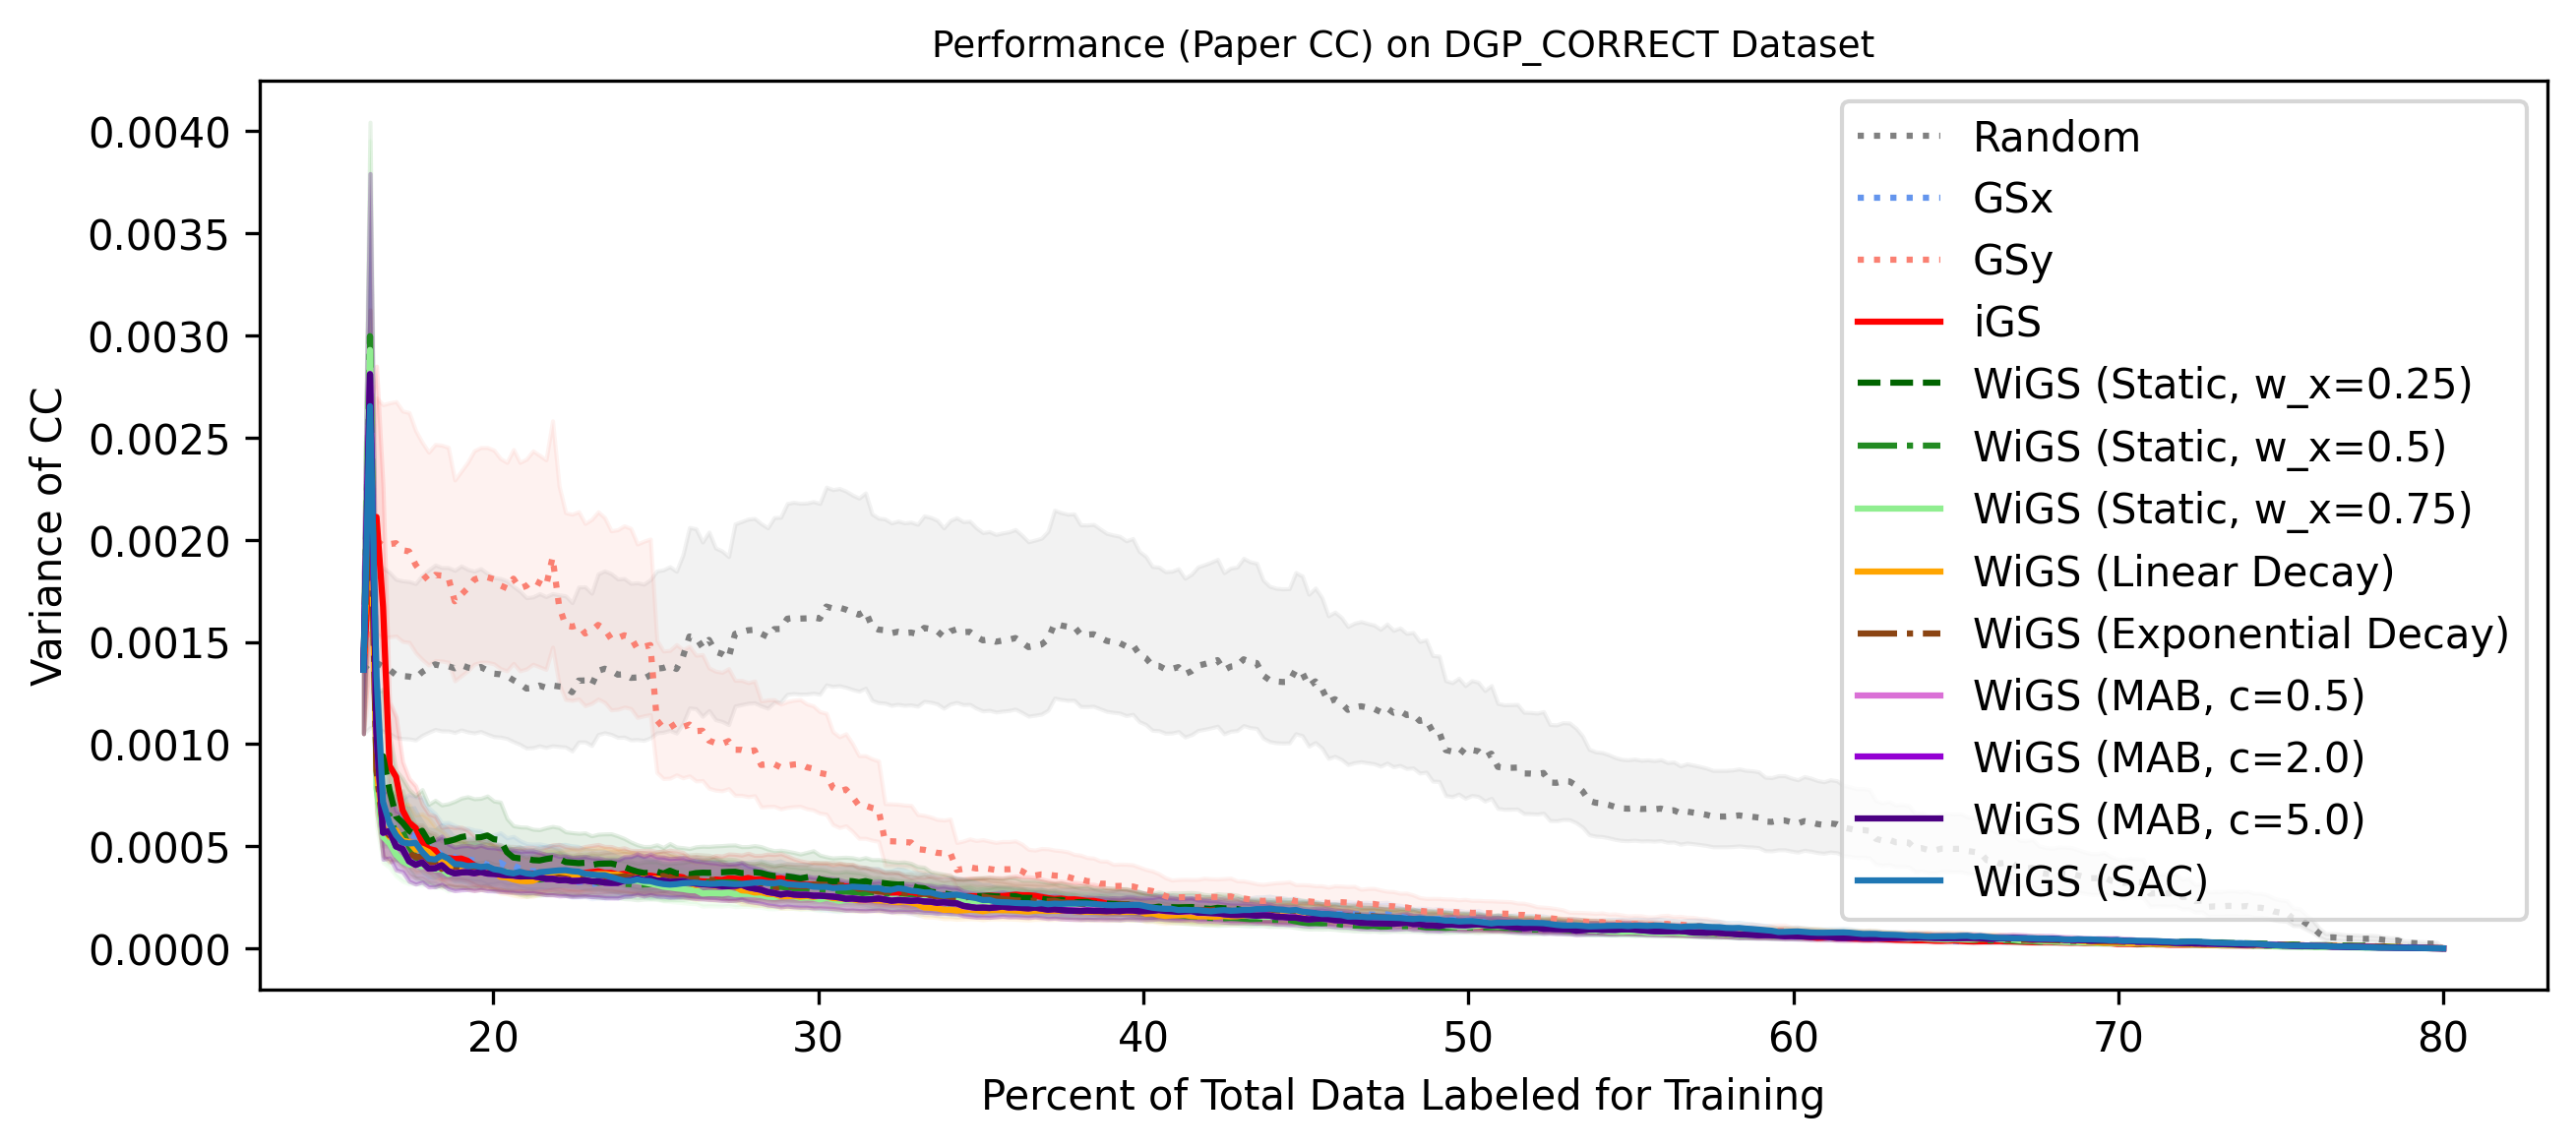 Performance (Paper CC) on DGP_CORRECT Dataset
Variance of CC
0.0040
0.0035
0.0030
0.0025
0.0020
0.0015
0.0010
0.0005
0.0000
Random
GSx
GSy
iGS
WiGS (Static, w_x=0.25)
WiGS (Static, w_x=0.5)
WiGS (Static, w_x=0.75)
WiGS (Linear Decay)
WiGS (Exponential Decay)
WiGS (MAB, c=0.5)
WiGS (MAB, c=2.0)
WiGS (MAB, c=5.0)
WiGS (SAC)
20 30 40 50 60 70 80
Percent of Total Data Labeled for Training